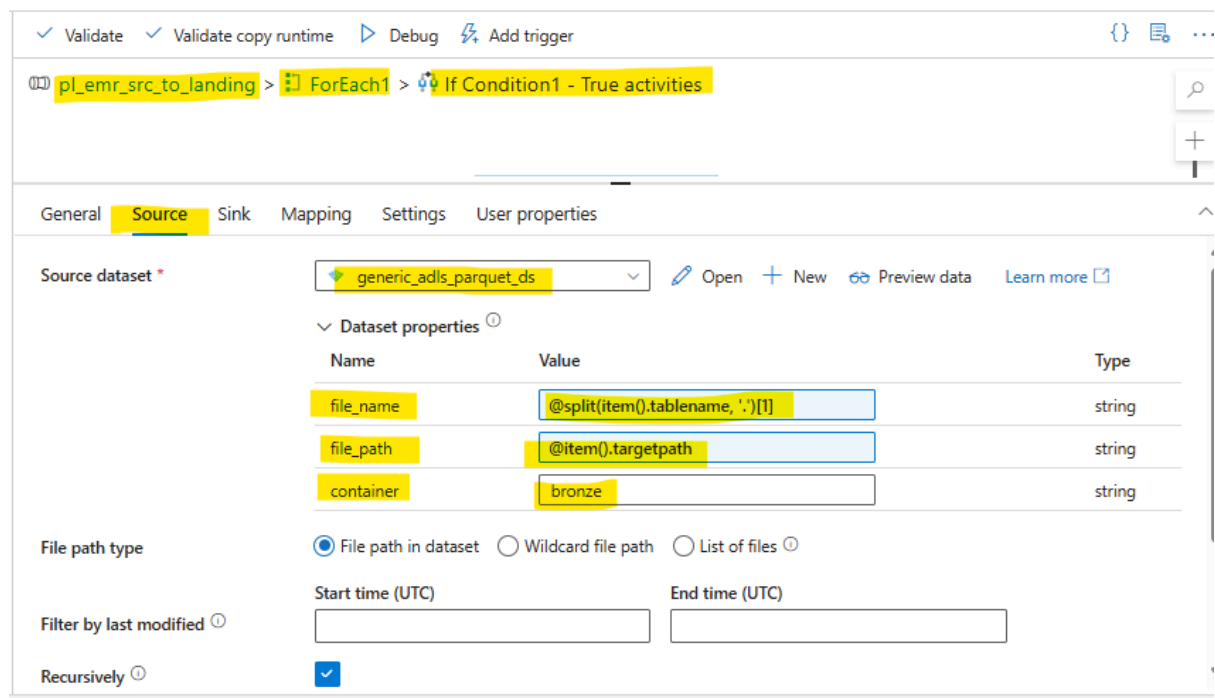 Validate Validate copy runtime Debug Add trigger {} ...
pl_emr_src_to_landing > ForEach1 > If Condition1 - True activities
General Source Sink Mapping Settings User properties
Source dataset * generic_adls_parquet_ds Open New Preview data Learn more
Dataset properties
Name Value Type
file_name @split(item().tablename, '.')[1] string
file_path @item().targetpath string
container bronze string
File path type File path in dataset Wildcard file path List of files
Start time (UTC) End time (UTC)
Filter by last modified
Recursively